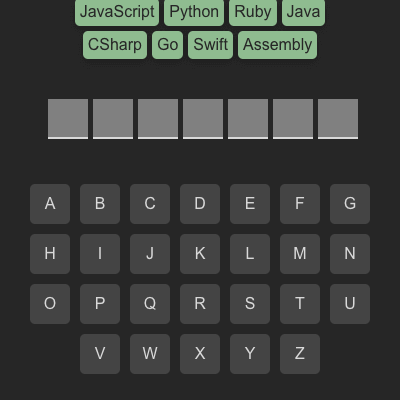 JavaScript Python Ruby Java
CSharp Go Swift Assembly
A B C D E F G
H I J K L M N
O P Q R S T U
V W X Y Z